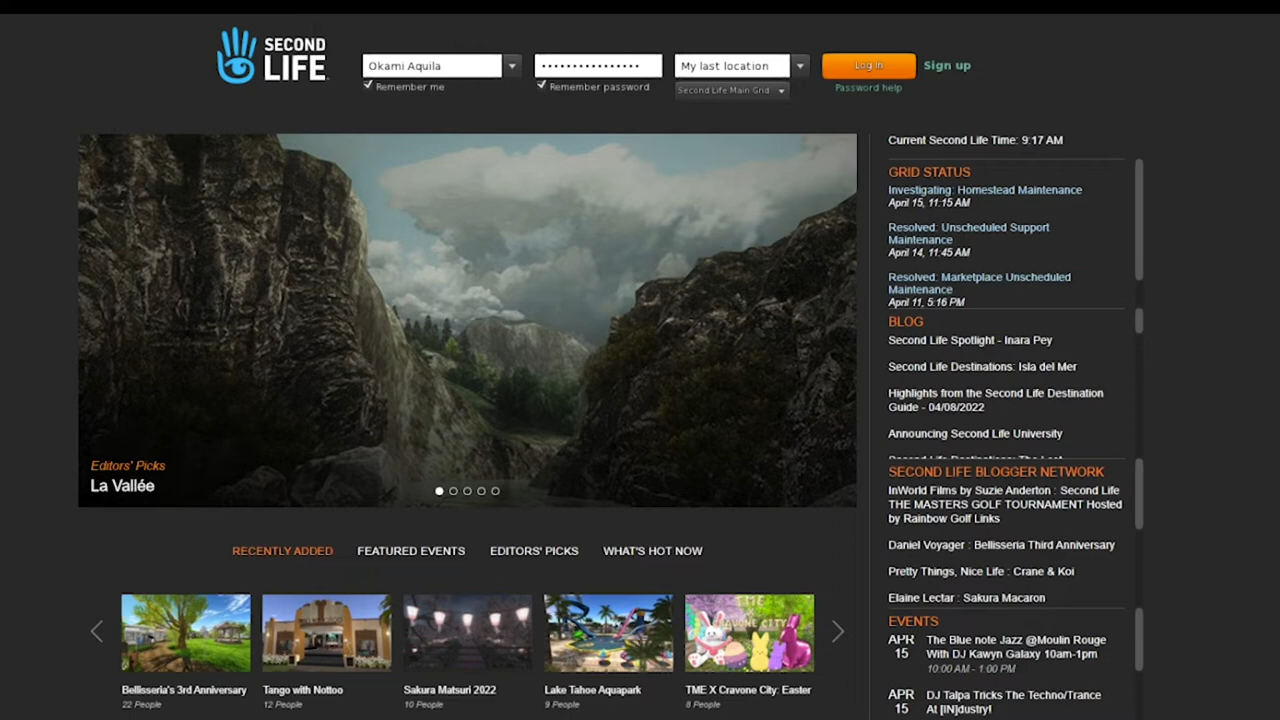 SECOND
LIFE
Okami Aquila
••••••••••••••••
My last location
Log In
Sign up
Remember me
Remember password
Second Life Main Grid
Password help
Current Second Life Time: 9:17 AM
GRID STATUS
Investigating: Homestead Maintenance
April 15, 11:15 AM
Resolved: Unscheduled Support
Maintenance
April 14, 11:45 AM
Resolved: Marketplace Unscheduled
Maintenance
April 11, 5:16 PM
BLOG
Second Life Spotlight - Inara Pey
Second Life Destinations: Isla del Mer
Highlights from the Second Life Destination
Guide - 04/08/2022
Announcing Second Life University
SECOND LIFE BLOGGER NETWORK
InWorld Films by Suzie Anderton : Second Life
THE MASTERS GOLF TOURNAMENT Hosted
by Rainbow Golf Links
Daniel Voyager : Bellisseria Third Anniversary
Pretty Things, Nice Life : Crane & Koi
Elaine Lectar : Sakura Macaron
EVENTS
APR
15
The Blue note Jazz @Moulin Rouge
With DJ Kawyn Galaxy 10am-1pm
10:00 AM - 1:00 PM
APR
15
DJ Talpa Tricks The Techno/Trance
At [IN]dustry!
Editors' Picks
La Vallée
RECENTLY ADDED
FEATURED EVENTS
EDITORS' PICKS
WHAT'S HOT NOW
Bellisseria's 3rd Anniversary
22 People
Tango with Nottoo
12 People
Sakura Matsuri 2022
10 People
Lake Tahoe Aquapark
9 People
TME X Cravone City: Easter
8 People